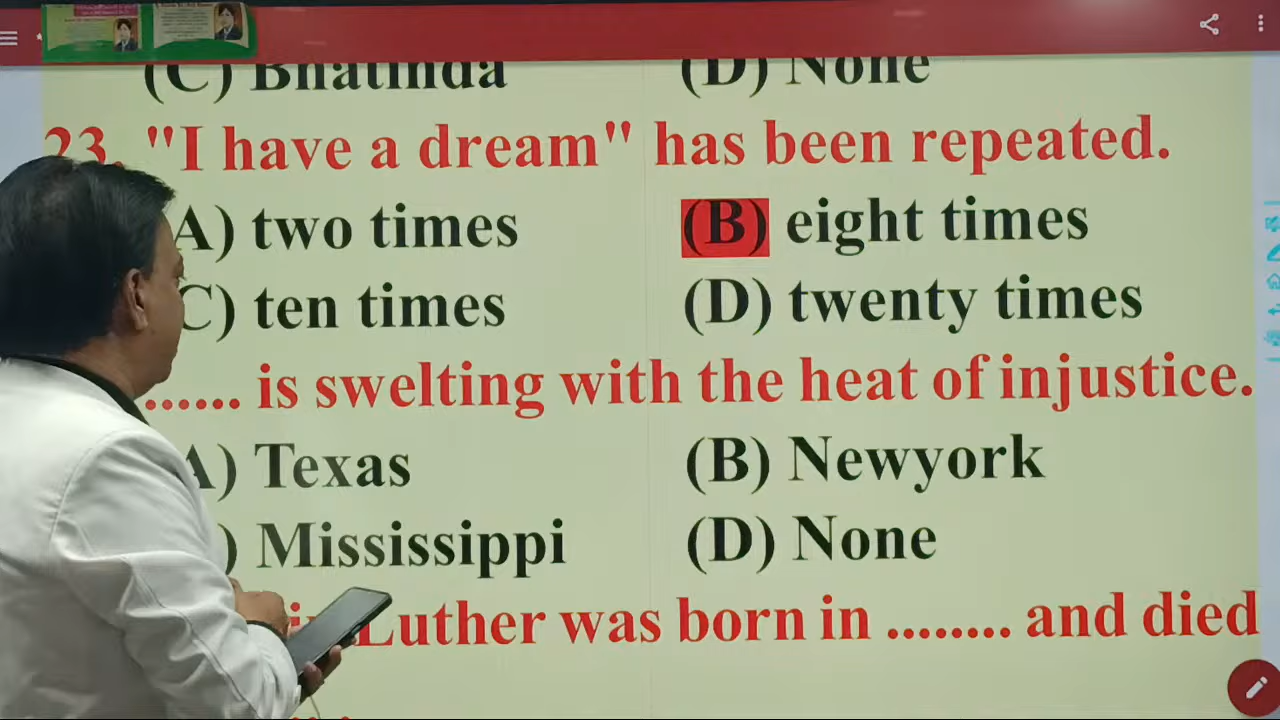 (C) Bhatinda (D) None
23. "I have a dream" has been repeated.
A) two times (B) eight times
C) ten times (D) twenty times
...... is swelting with the heat of injustice.
A) Texas (B) Newyork
) Mississippi (D) None
Luther was born in ........ and died